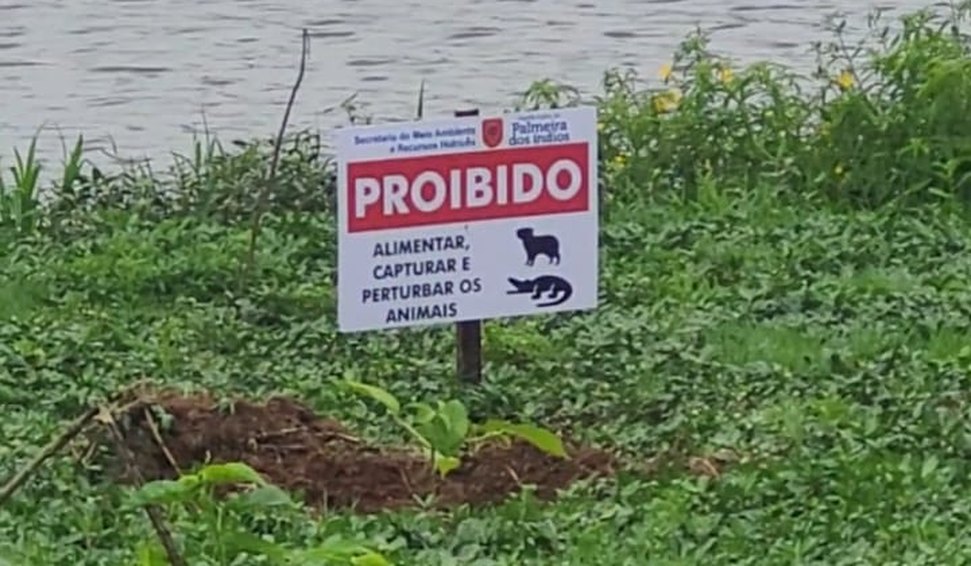 Secretaria do Meio Ambiente
e Recursos Hídricos
Palmeira
dos Índios
PROIBIDO
ALIMENTAR,
CAPTURAR E
PERTURBAR OS
ANIMAIS